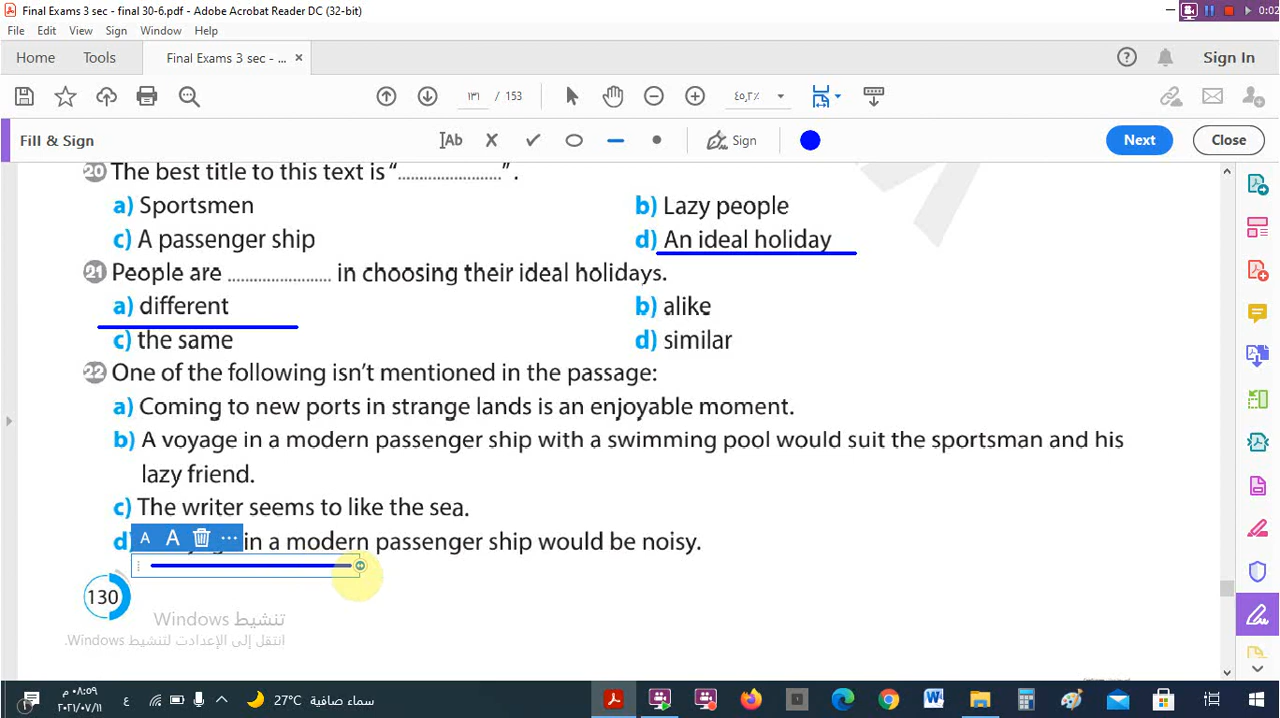 Final Exams 3 sec - final 30-6.pdf - Adobe Acrobat Reader DC (32-bit)
0:02
File Edit View Sign Window Help
Home Tools Final Exams 3 sec - ... × Sign In
١٣١ / 153 ٤٥,٢٪
Fill & Sign Ab Sign Next Close
20 The best title to this text is “........................” .
a) Sportsmen b) Lazy people
c) A passenger ship d) An ideal holiday
21 People are ........................ in choosing their ideal holidays.
a) different b) alike
c) the same d) similar
22 One of the following isn’t mentioned in the passage:
a) Coming to new ports in strange lands is an enjoyable moment.
b) A voyage in a modern passenger ship with a swimming pool would suit the sportsman and his
lazy friend.
c) The writer seems to like the sea.
A A ...
d) in a modern passenger ship would be noisy.
130
تنشيط Windows
انتقل إلى الإعدادت لتنشيط Windows.
٠٨:٥٩ م
٢٠٢١/٠٧/١١
ع
27°C سماء صافية